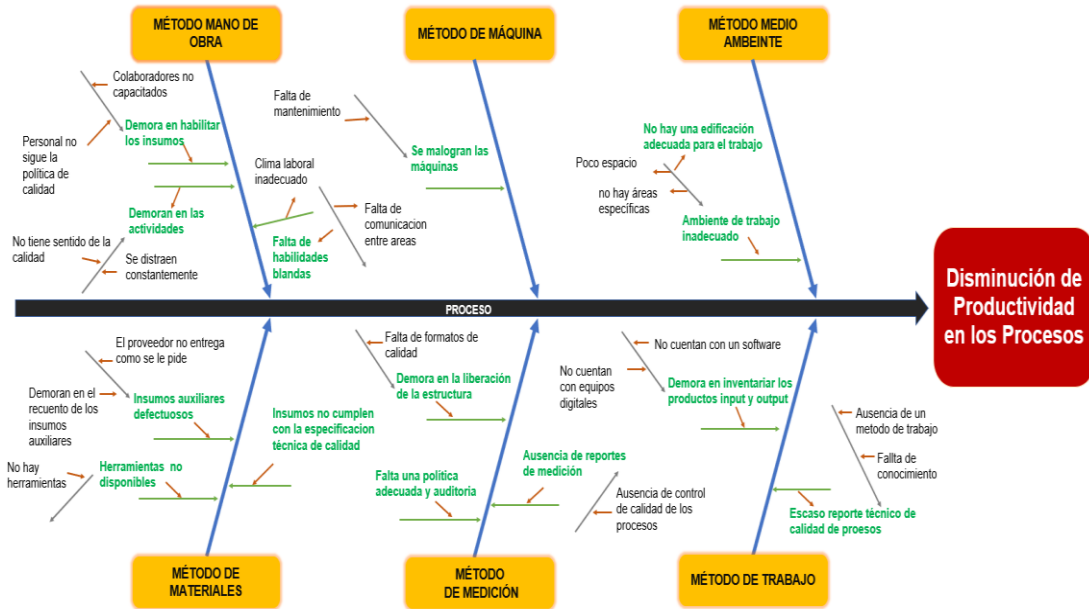 MÉTODO MANO DE
OBRA
MÉTODO DE MÁQUINA
MÉTODO MEDIO
AMBEINTE
Colaboradores no
capacitados
Personal no
sigue la
política de
calidad
Demora en habilitar
los insumos
Demoran en las
actividades
No tiene sentido de la
calidad
Se distraen
constantemente
Clima laboral
inadecuado
Falta de
habilidades
blandas
Falta de
comunicacion
entre areas
Falta de
mantenimiento
Se malogran las
máquinas
No hay una edificación
adecuada para el trabajo
Poco espacio
no hay áreas
específicas
Ambiente de trabajo
inadecuado
PROCESO
Disminución de
Productividad
en los Procesos
El proveedor no entrega
como se le pide
Demoran en el
recuento de los
insumos
auxiliares
Insumos auxiliares
defectuosos
Insumos no cumplen
con la especificacion
técnica de calidad
No hay
herramientas
Herramientas no
disponibles
Falta de formatos de
calidad
Demora en la liberación
de la estructura
Falta una política
adecuada y auditoria
Ausencia de reportes
de medición
Ausencia de control
de calidad de los
procesos
No cuentan con un software
No cuentan
con equipos
digitales
Demora en inventariar los
productos input y output
Ausencia de un
metodo de trabajo
Fallta de
conocimiento
Escaso reporte técnico de
calidad de proesos
MÉTODO DE
MATERIALES
MÉTODO
DE MEDICIÓN
MÉTODO DE TRABAJO